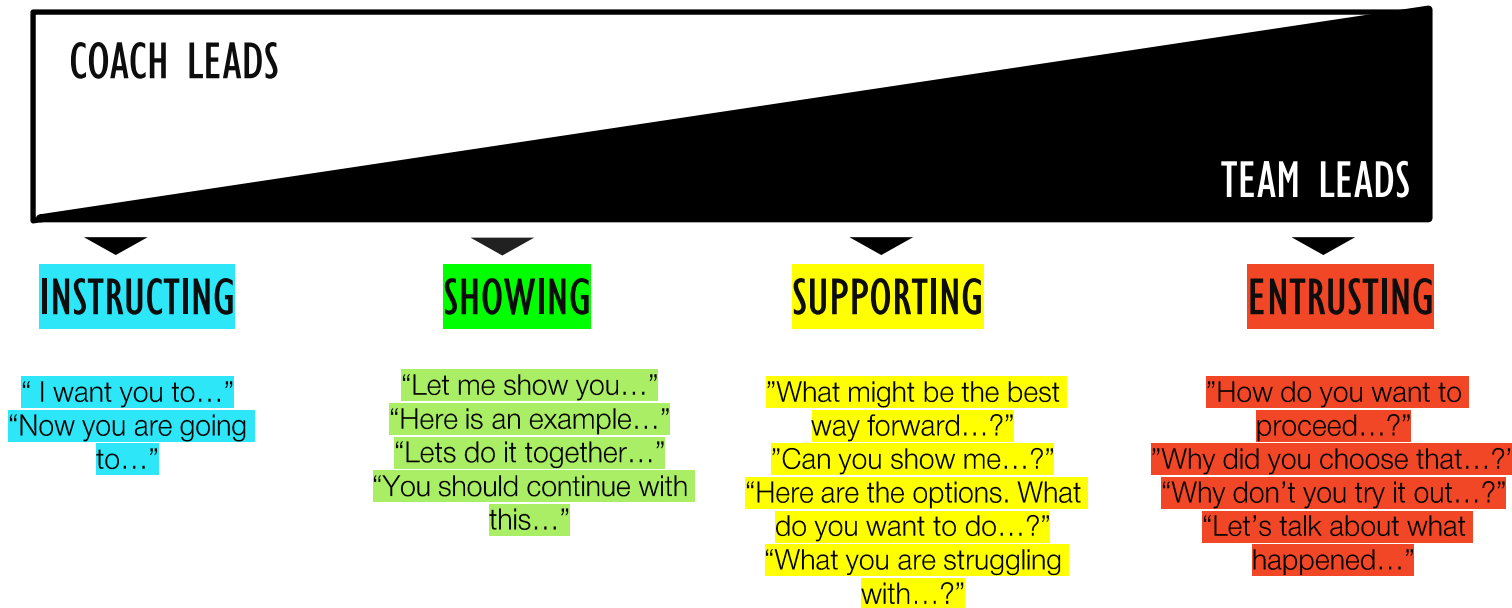 COACH LEADS
TEAM LEADS
INSTRUCTING
“ I want you to…”
“Now you are going
to…”
SHOWING
“Let me show you…”
“Here is an example…”
“Lets do it together…”
“You should continue with
this…”
SUPPORTING
”What might be the best
way forward…?”
”Can you show me…?”
“Here are the options. What
do you want to do…?”
“What you are struggling
with…?”
ENTRUSTING
”How do you want to
proceed…?”
”Why did you choose that…?’
“Why don’t you try it out…?”
“Let’s talk about what
happened…”